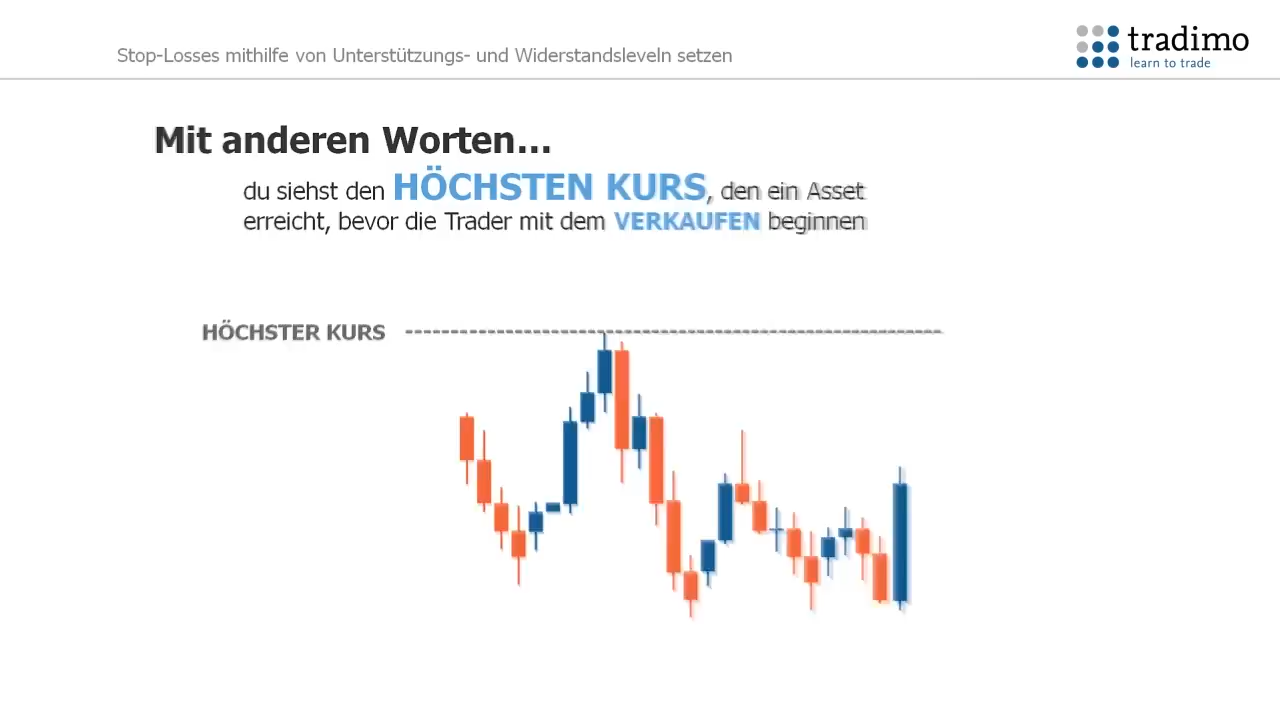 Stop-Losses mithilfe von Unterstützungs- und Widerstandsleveln setzen
tradimo
learn to trade
Mit anderen Worten...
du siehst den HÖCHSTEN KURS, den ein Asset
erreicht, bevor die Trader mit dem VERKAUFEN beginnen
HÖCHSTER KURS